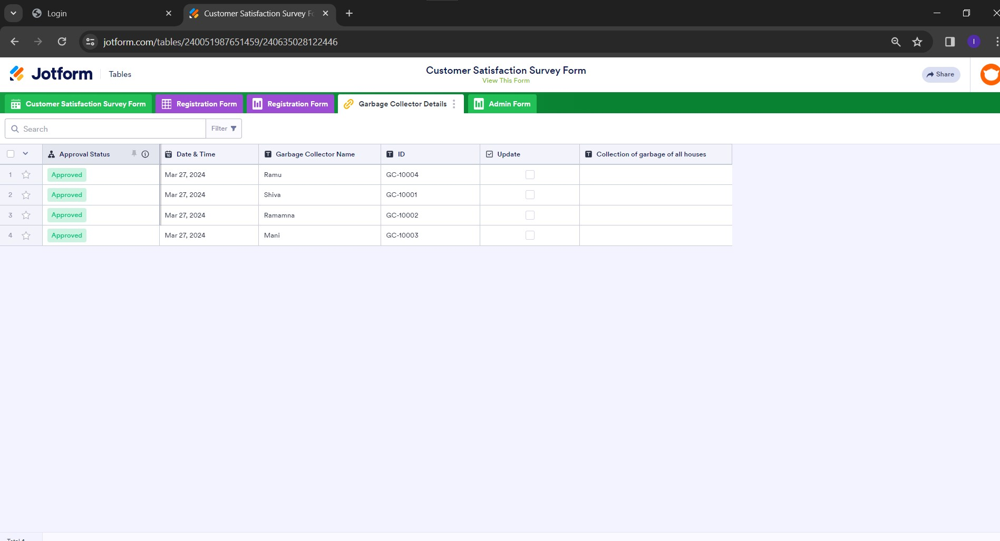 Login
Customer Satisfaction Survey Fo
jotform.com/tables/240051987651459/240635028122446
I
Jotform
Tables
Customer Satisfaction Survey Form
View This Form
Share
Customer Satisfaction Survey Form
Registration Form
Registration Form
Garbage Collector Details
Admin Form
Search
Filter
Approval Status
Date & Time
Garbage Collector Name
ID
Update
Collection of garbage of all houses
1 Approved Mar 27, 2024 Ramu GC-10004
2 Approved Mar 27, 2024 Shiva GC-10001
3 Approved Mar 27, 2024 Ramamna GC-10002
4 Approved Mar 27, 2024 Mani GC-10003
Total 4